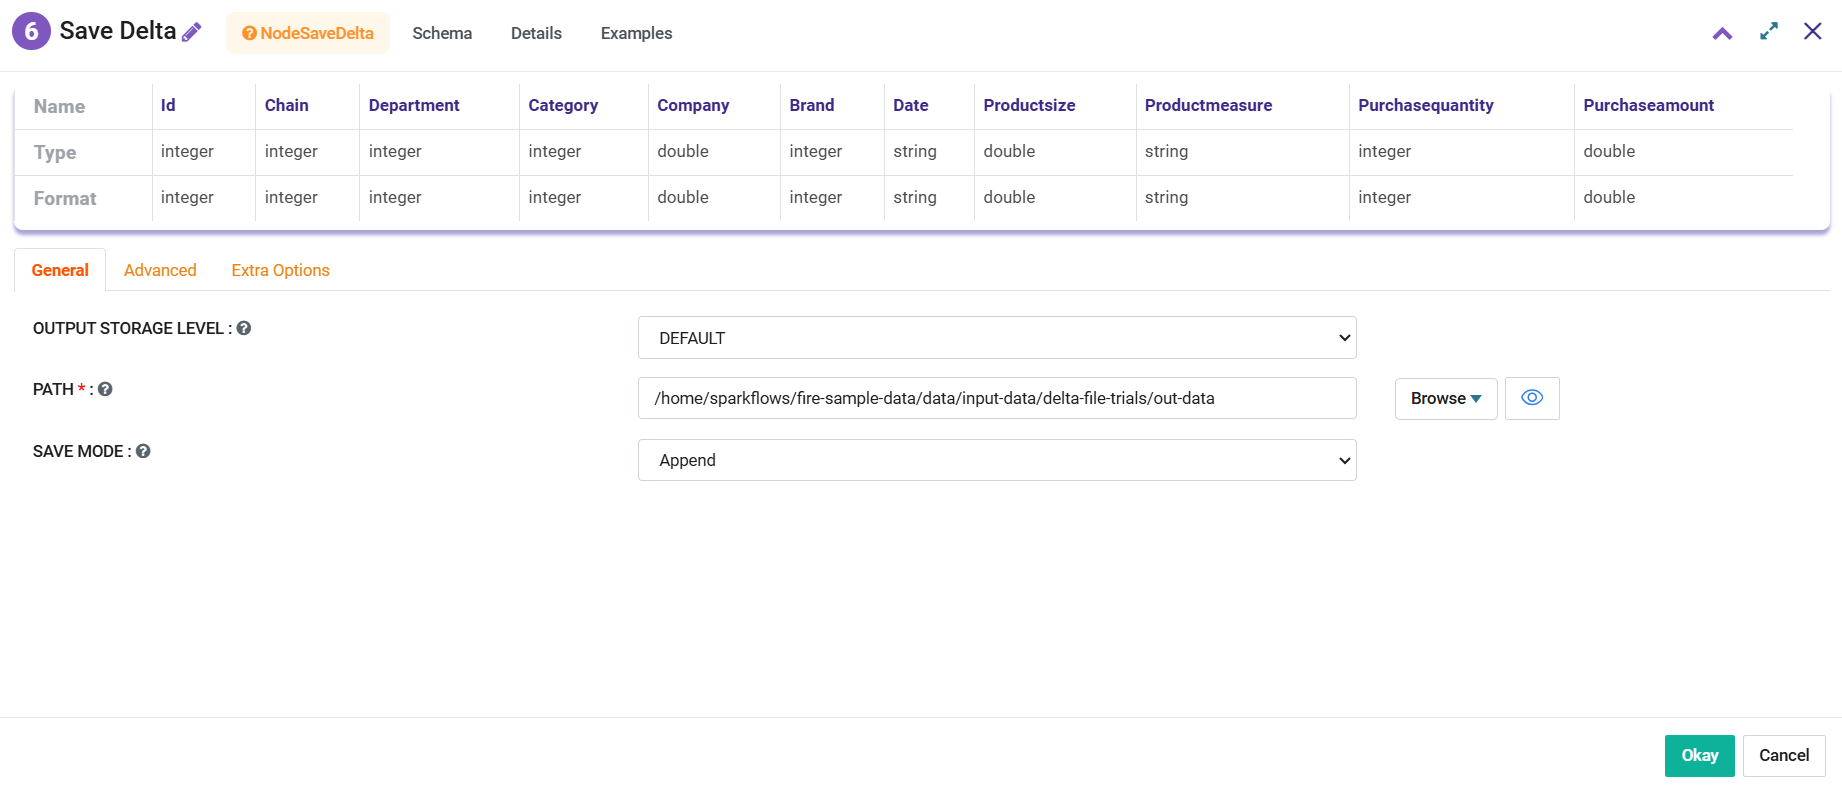 6 Save Delta NodeSaveDelta Schema Details Examples
Name Id Chain Department Category Company Brand Date Productsize Productmeasure Purchasequantity Purchaseamount
Type integer integer integer integer double integer string double string integer double
Format integer integer integer integer double integer string double string integer double
General Advanced Extra Options
OUTPUT STORAGE LEVEL : DEFAULT
PATH * : /home/sparkflows/fire-sample-data/data/input-data/delta-file-trials/out-data Browse
SAVE MODE : Append
Okay Cancel